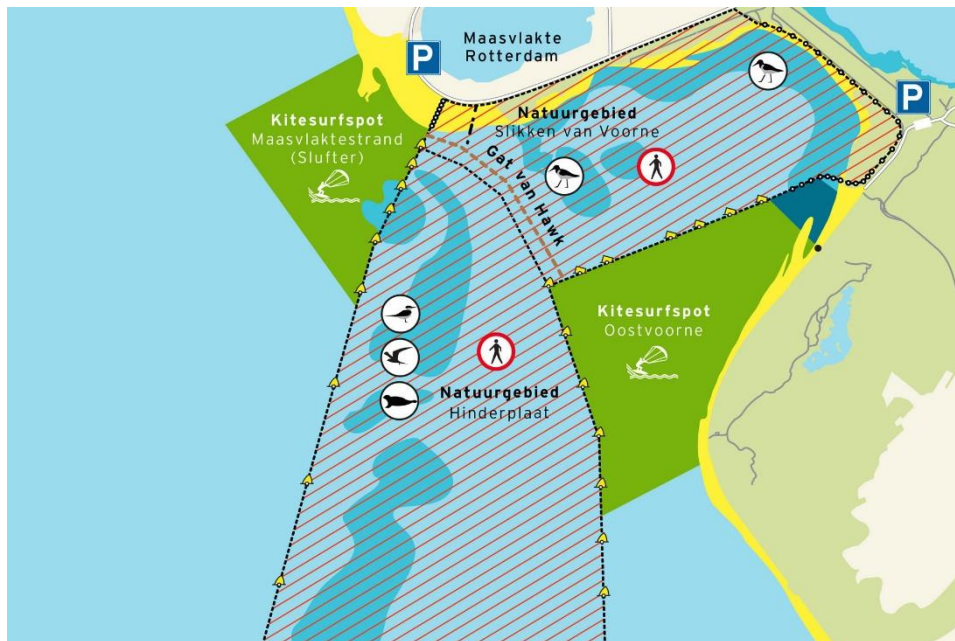 Maasvlakte
Rotterdam
P
P
Kitesurfspot
Maasvlaktestrand
(Slufter)
Natuurgebied
Slikken van Voorne
Gat van Hawk
Kitesurfspot
Oostvoorne
Natuurgebied
Hinderplaat